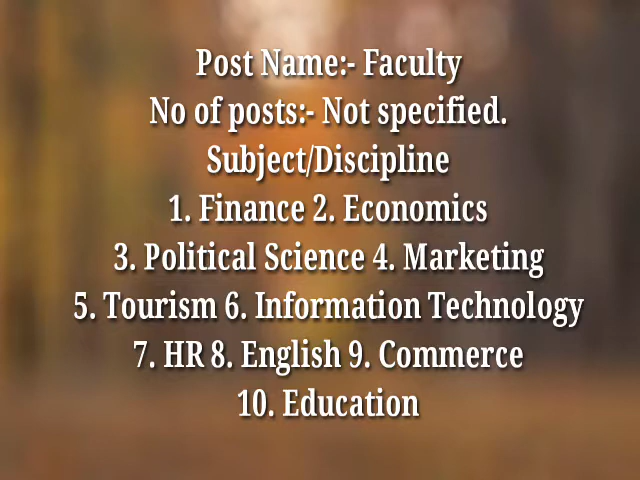 Post Name:- Faculty
No of posts:- Not specified.
Subject/Discipline
1. Finance 2. Economics
3. Political Science 4. Marketing
5. Tourism 6. Information Technology
7. HR 8. English 9. Commerce
10. Education